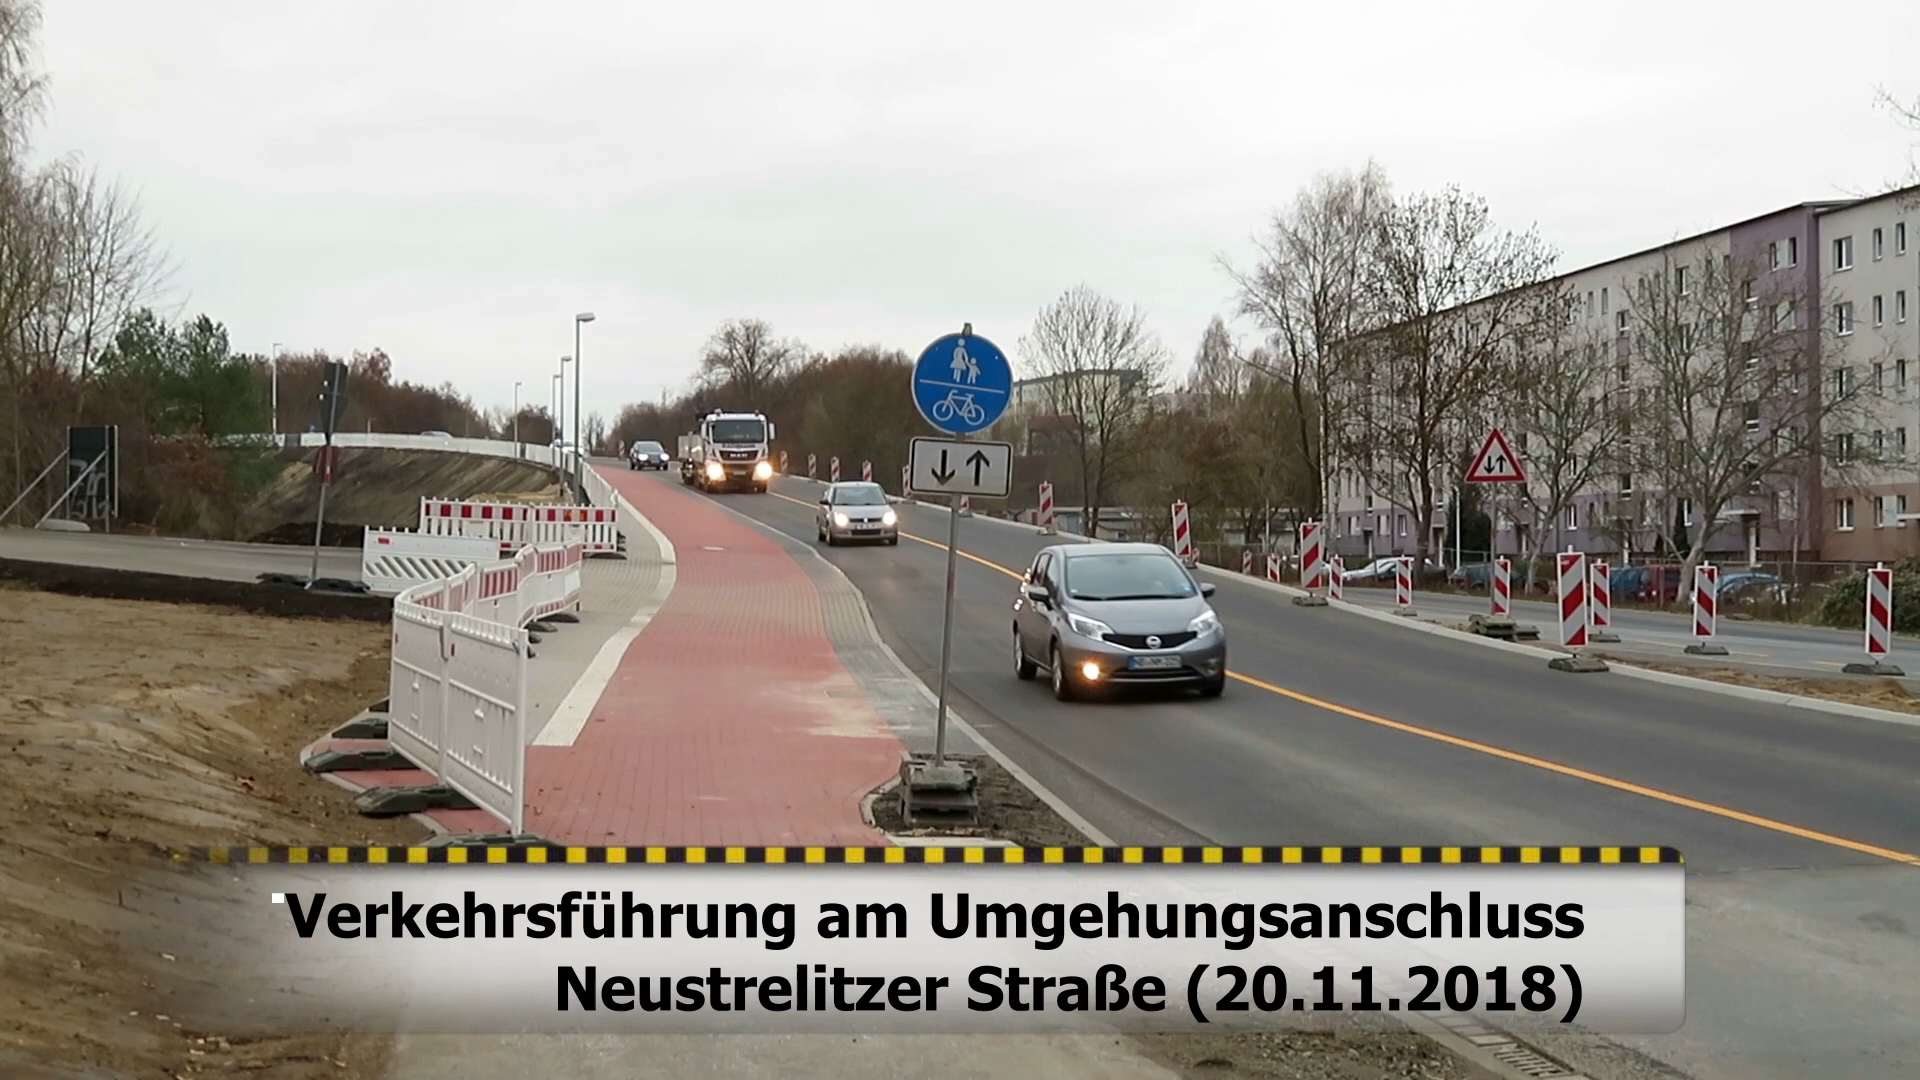 Verkehrsführung am Umgehungsanschluss
Neustrelitzer Straße (20.11.2018)